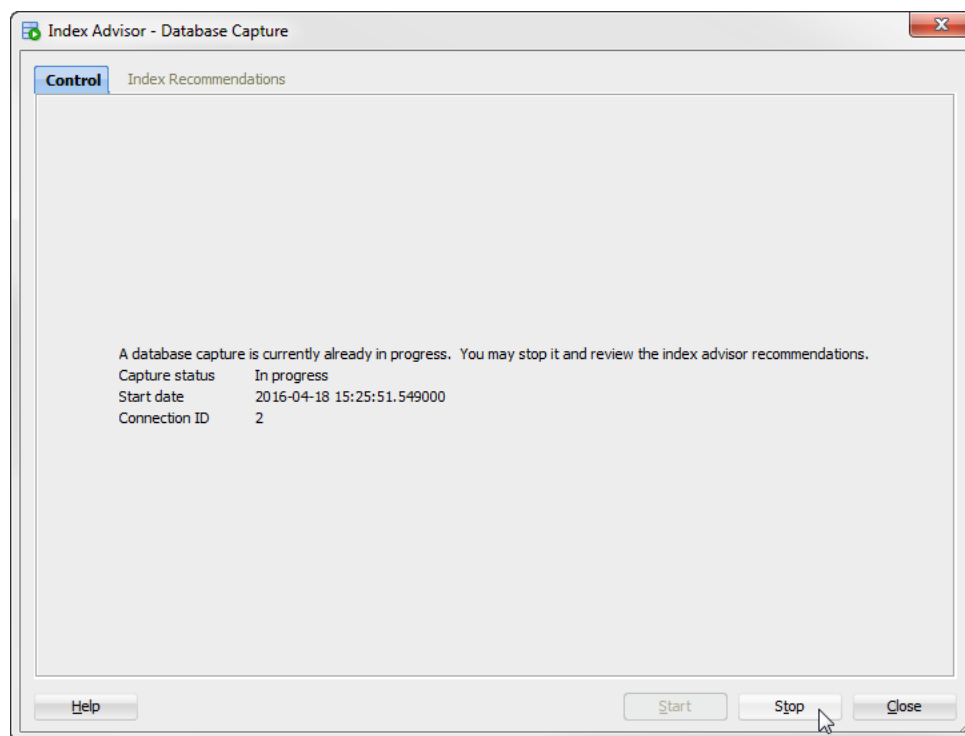 Index Advisor - Database Capture
Control Index Recommendations
A database capture is currently already in progress.  You may stop it and review the index advisor recommendations.
Capture status In progress
Start date 2016-04-18 15:25:51.549000
Connection ID 2
Help Start Stop Close